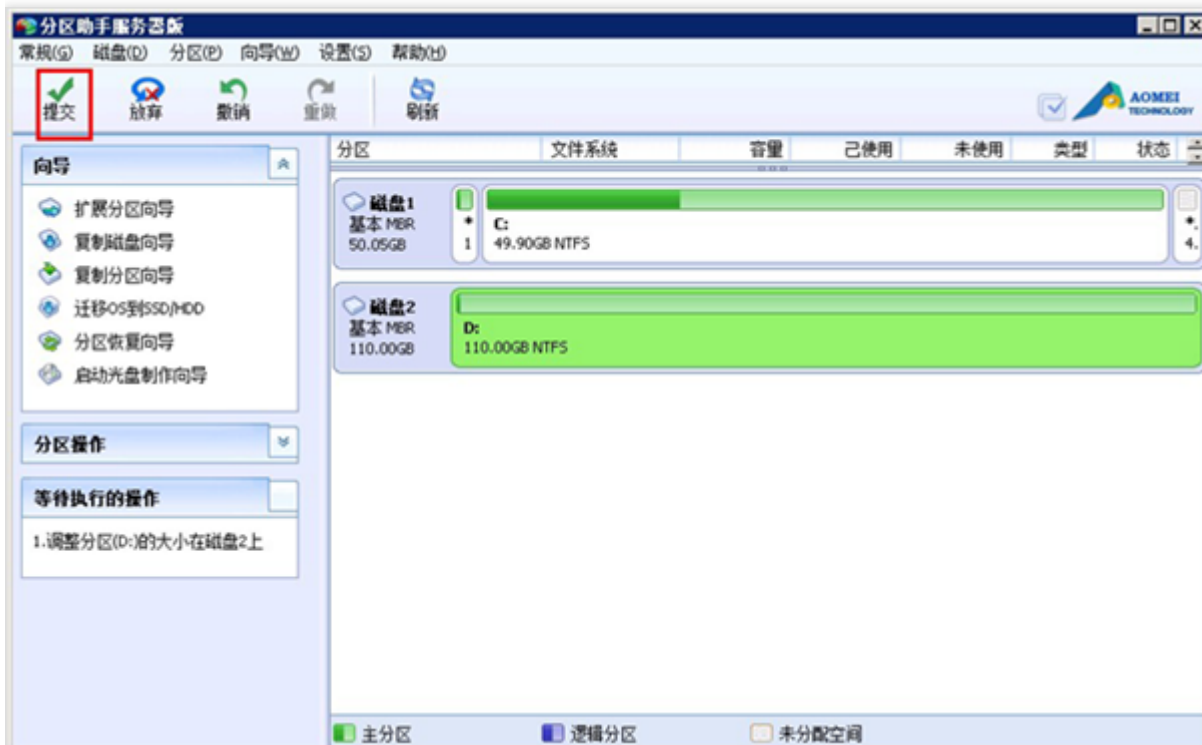 分区助手服务器版
常规(G) 磁盘(D) 分区(P) 向导(W) 设置(S) 帮助(H)
提交 放弃 撤销 重做 刷新
AOMEI
TECHNOLOGY
向导
扩展分区向导
复制磁盘向导
复制分区向导
迁移OS到SSD/HDD
分区恢复向导
启动光盘制作向导
分区操作
等待执行的操作
1.调整分区(D:)的大小在磁盘2上
分区 文件系统 容量 已使用 未使用 类型 状态
磁盘1
基本 MBR
50.05GB
*
1
C:
49.90GB NTFS
*.
4.
磁盘2
基本 MBR
110.00GB
D:
110.00GB NTFS
主分区 逻辑分区 未分配空间